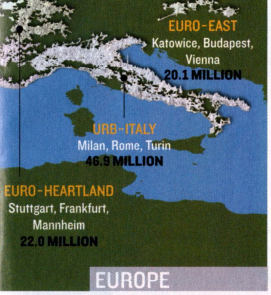 EURO-EAST
Katowice, Budapest,
Vienna
20.1 MILLION
URB-ITALY
Milan, Rome, Turin
46.9 MILLION
EURO-HEARTLAND
Stuttgart, Frankfurt,
Mannheim
22.0 MILLION
EUROPE